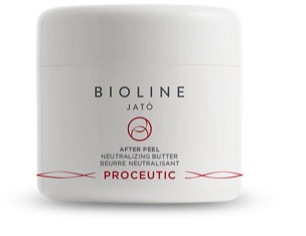 BIOLINE
JATÒ
AFTER PEEL
NEUTRALIZING BUTTER
BEURRE NEUTRALISANT
PROCEUTIC